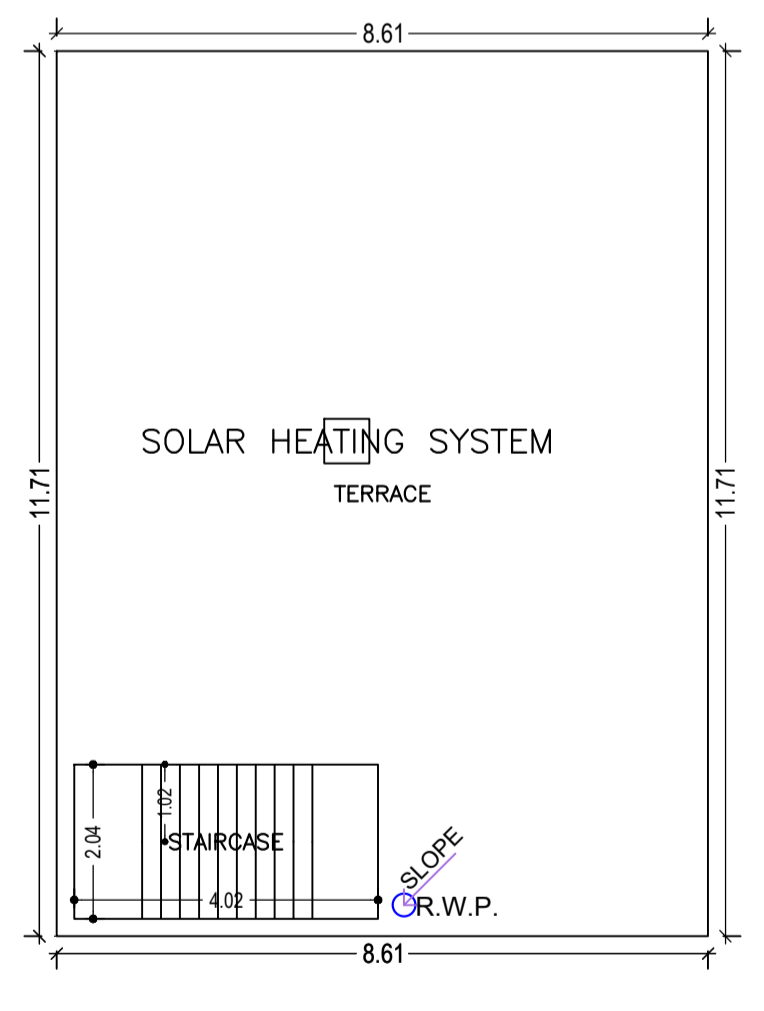 8.61
11.71
11.71
SOLAR HEATING SYSTEM
TERRACE
1.02
2.04
STAIRCASE
4.02
SLOPE
R.W.P.
8.61